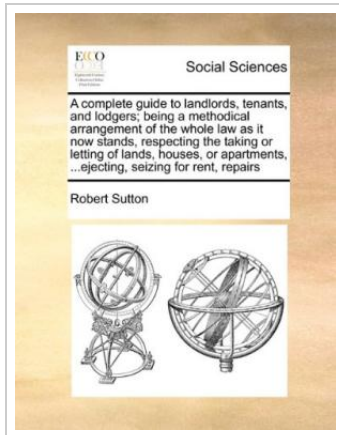 ECCO
Social Sciences
A complete guide to landlords, tenants,
and lodgers; being a methodical
arrangement of the whole law as it
now stands, respecting the taking or
letting of lands, houses, or apartments,
...ejecting, seizing for rent, repairs
Robert Sutton